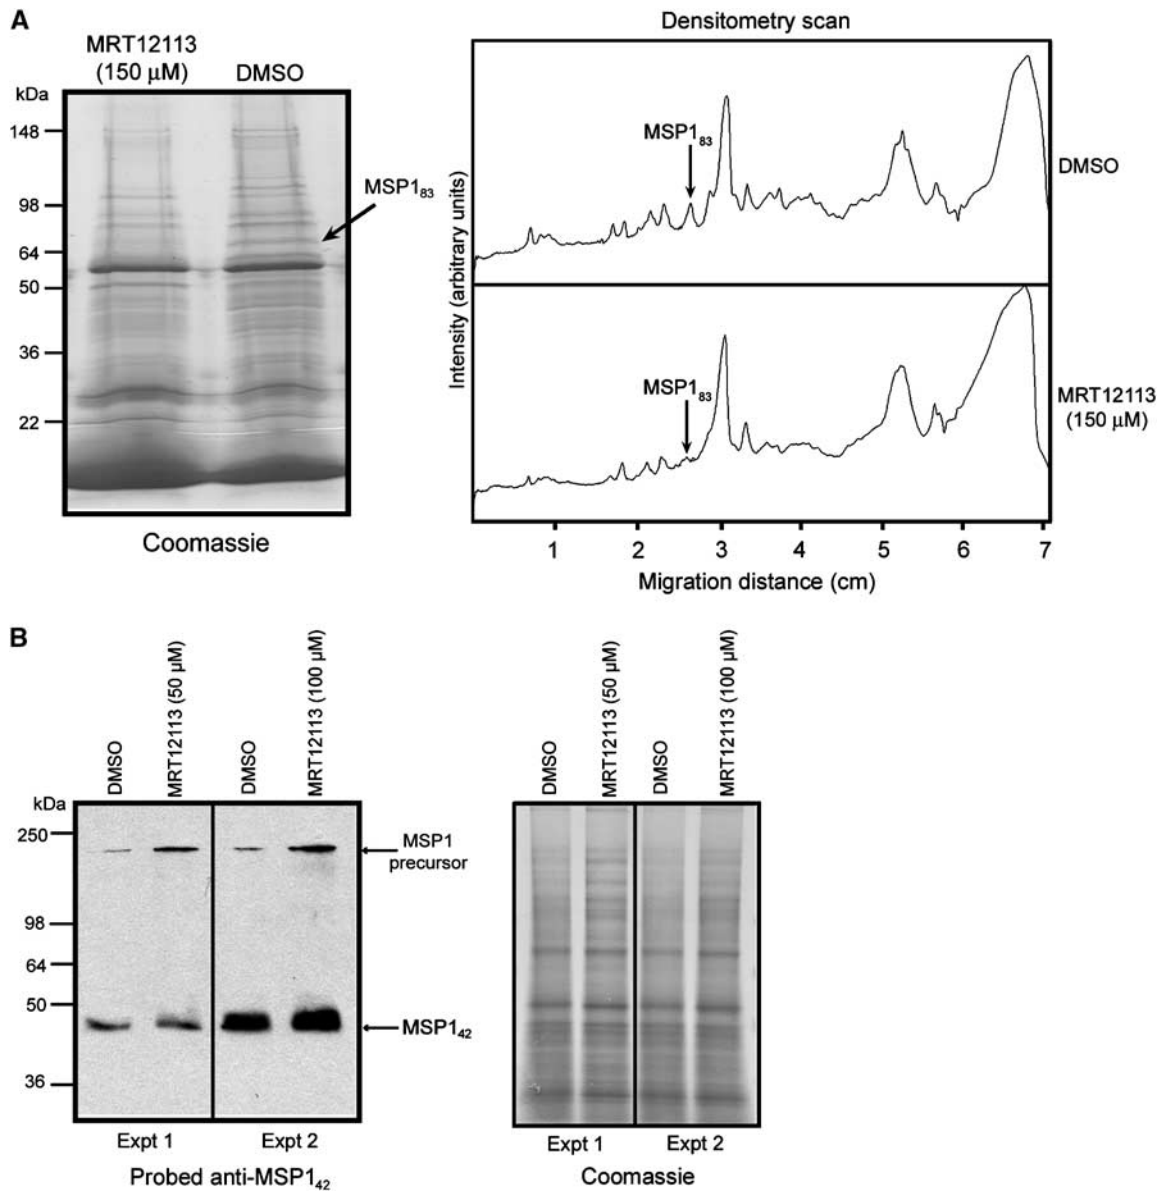 A
MRT12113
(150 µM)
DMSO
kDa
148
98
64
50
36
22
MSP1₈₃
Coomassie
Densitometry scan
Intensity (arbitrary units)
MSP1₈₃
DMSO
MSP1₈₃
MRT12113
(150 µM)
1 2 3 4 5 6 7
Migration distance (cm)
B
DMSO
MRT12113 (50 µM)
DMSO
MRT12113 (100 µM)
kDa
250
98
64
50
36
MSP1
precursor
MSP1₄₂
Expt 1 Expt 2
Probed anti-MSP1₄₂
DMSO
MRT12113 (50 µM)
DMSO
MRT12113 (100 µM)
Expt 1 Expt 2
Coomassie